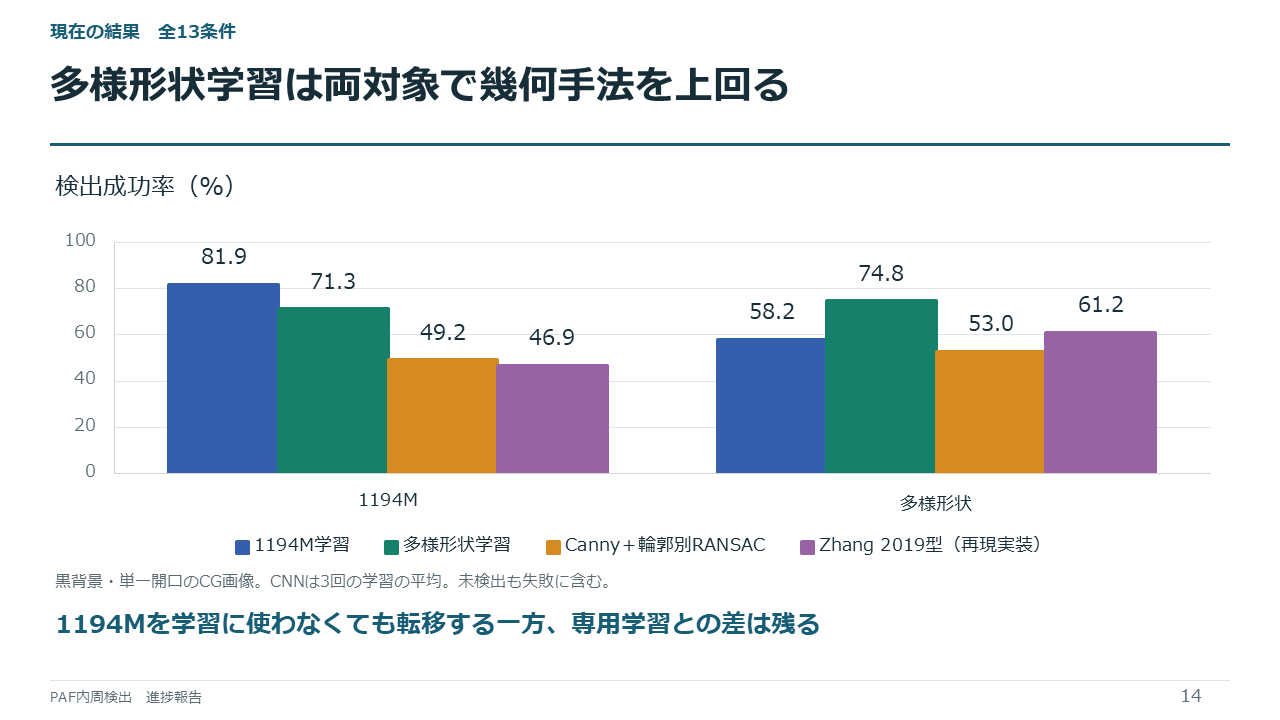 現在の結果　全13条件
多様形状学習は両対象で幾何手法を上回る
検出成功率（%）
100
80
60
40
20
0
81.9
71.3
49.2
46.9
58.2
74.8
53.0
61.2
1194M
多様形状
1194M学習
多様形状学習
Canny＋輪郭別RANSAC
Zhang 2019型（再現実装）
黒背景・単一開口のCG画像。CNNは3回の学習の平均。未検出も失敗に含む。
1194Mを学習に使わなくても転移する一方、専用学習との差は残る
PAF内周検出　進捗報告
14